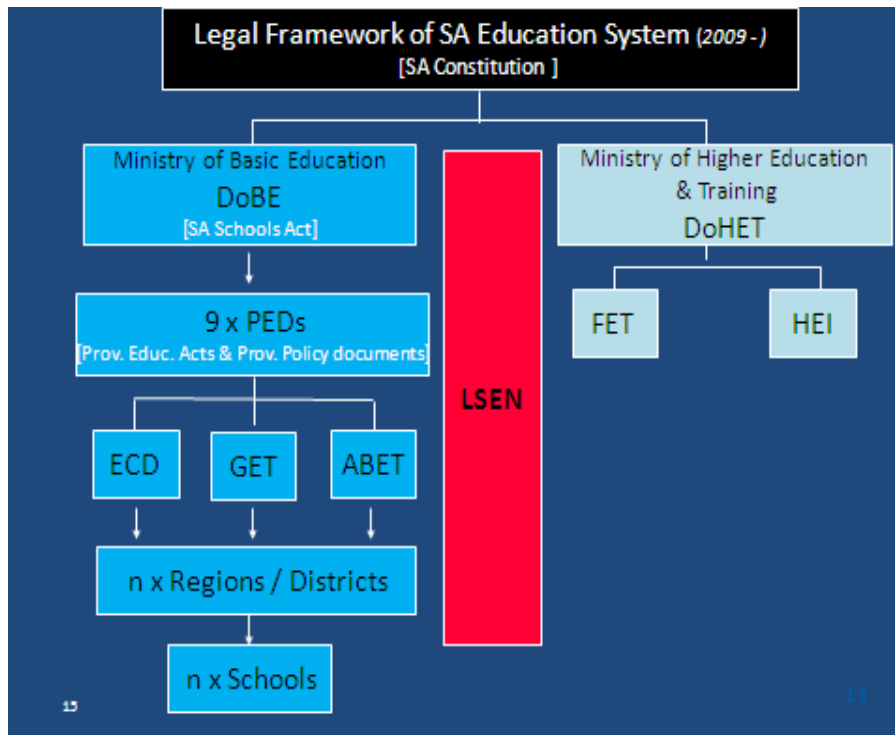 Legal Framework of SA Education System (2009 - )
[SA Constitution ]
Ministry of Basic Education
DoBE
[SA Schools Act]
Ministry of Higher Education
& Training
DoHET
9 x PEDs
[Prov. Educ. Acts & Prov. Policy documents]
FET
HEI
LSEN
ECD
GET
ABET
n x Regions / Districts
n x Schools
15
15